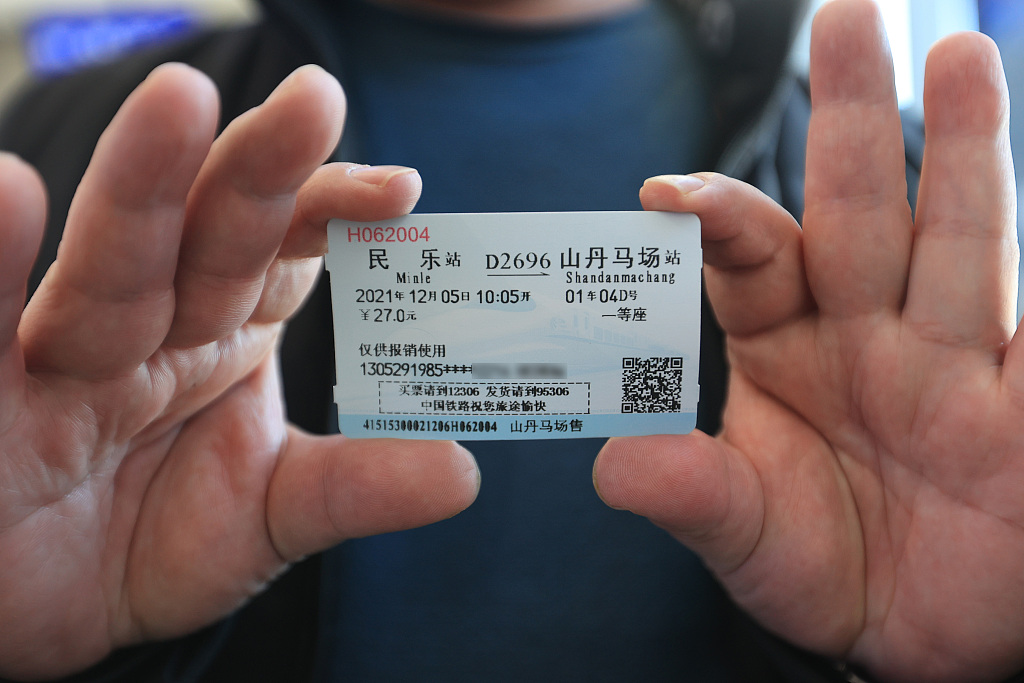 H062004
民 乐站 D2696 山丹马场站
Minle Shandanmachang
2021年 12月 05日 10:05开 01车 04D号
￥27.0元 一等座
仅供报销使用
1305291985****
买票请到12306 发货请到95306
中国铁路祝您旅途愉快
41515300021206H062004 山丹马场售